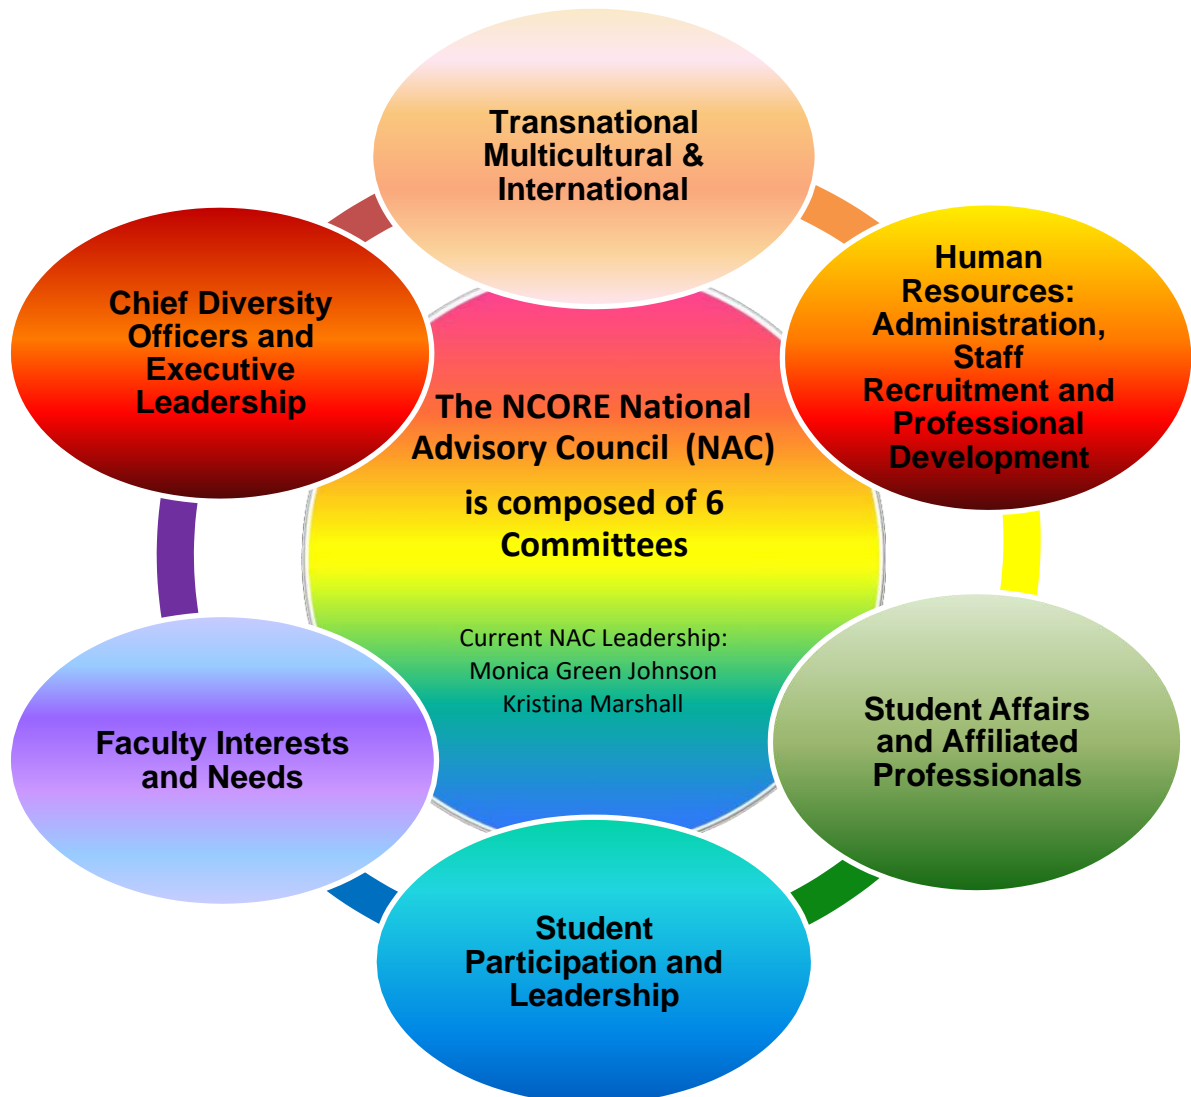 Transnational
Multicultural &
International
Human
Resources:
Administration,
Staff
Recruitment and
Professional
Development
Student Affairs
and Affiliated
Professionals
Student
Participation and
Leadership
Faculty Interests
and Needs
Chief Diversity
Officers and
Executive
Leadership
The NCORE National
Advisory Council  (NAC)
is composed of 6
Committees
Current NAC Leadership:
Monica Green Johnson
Kristina Marshall